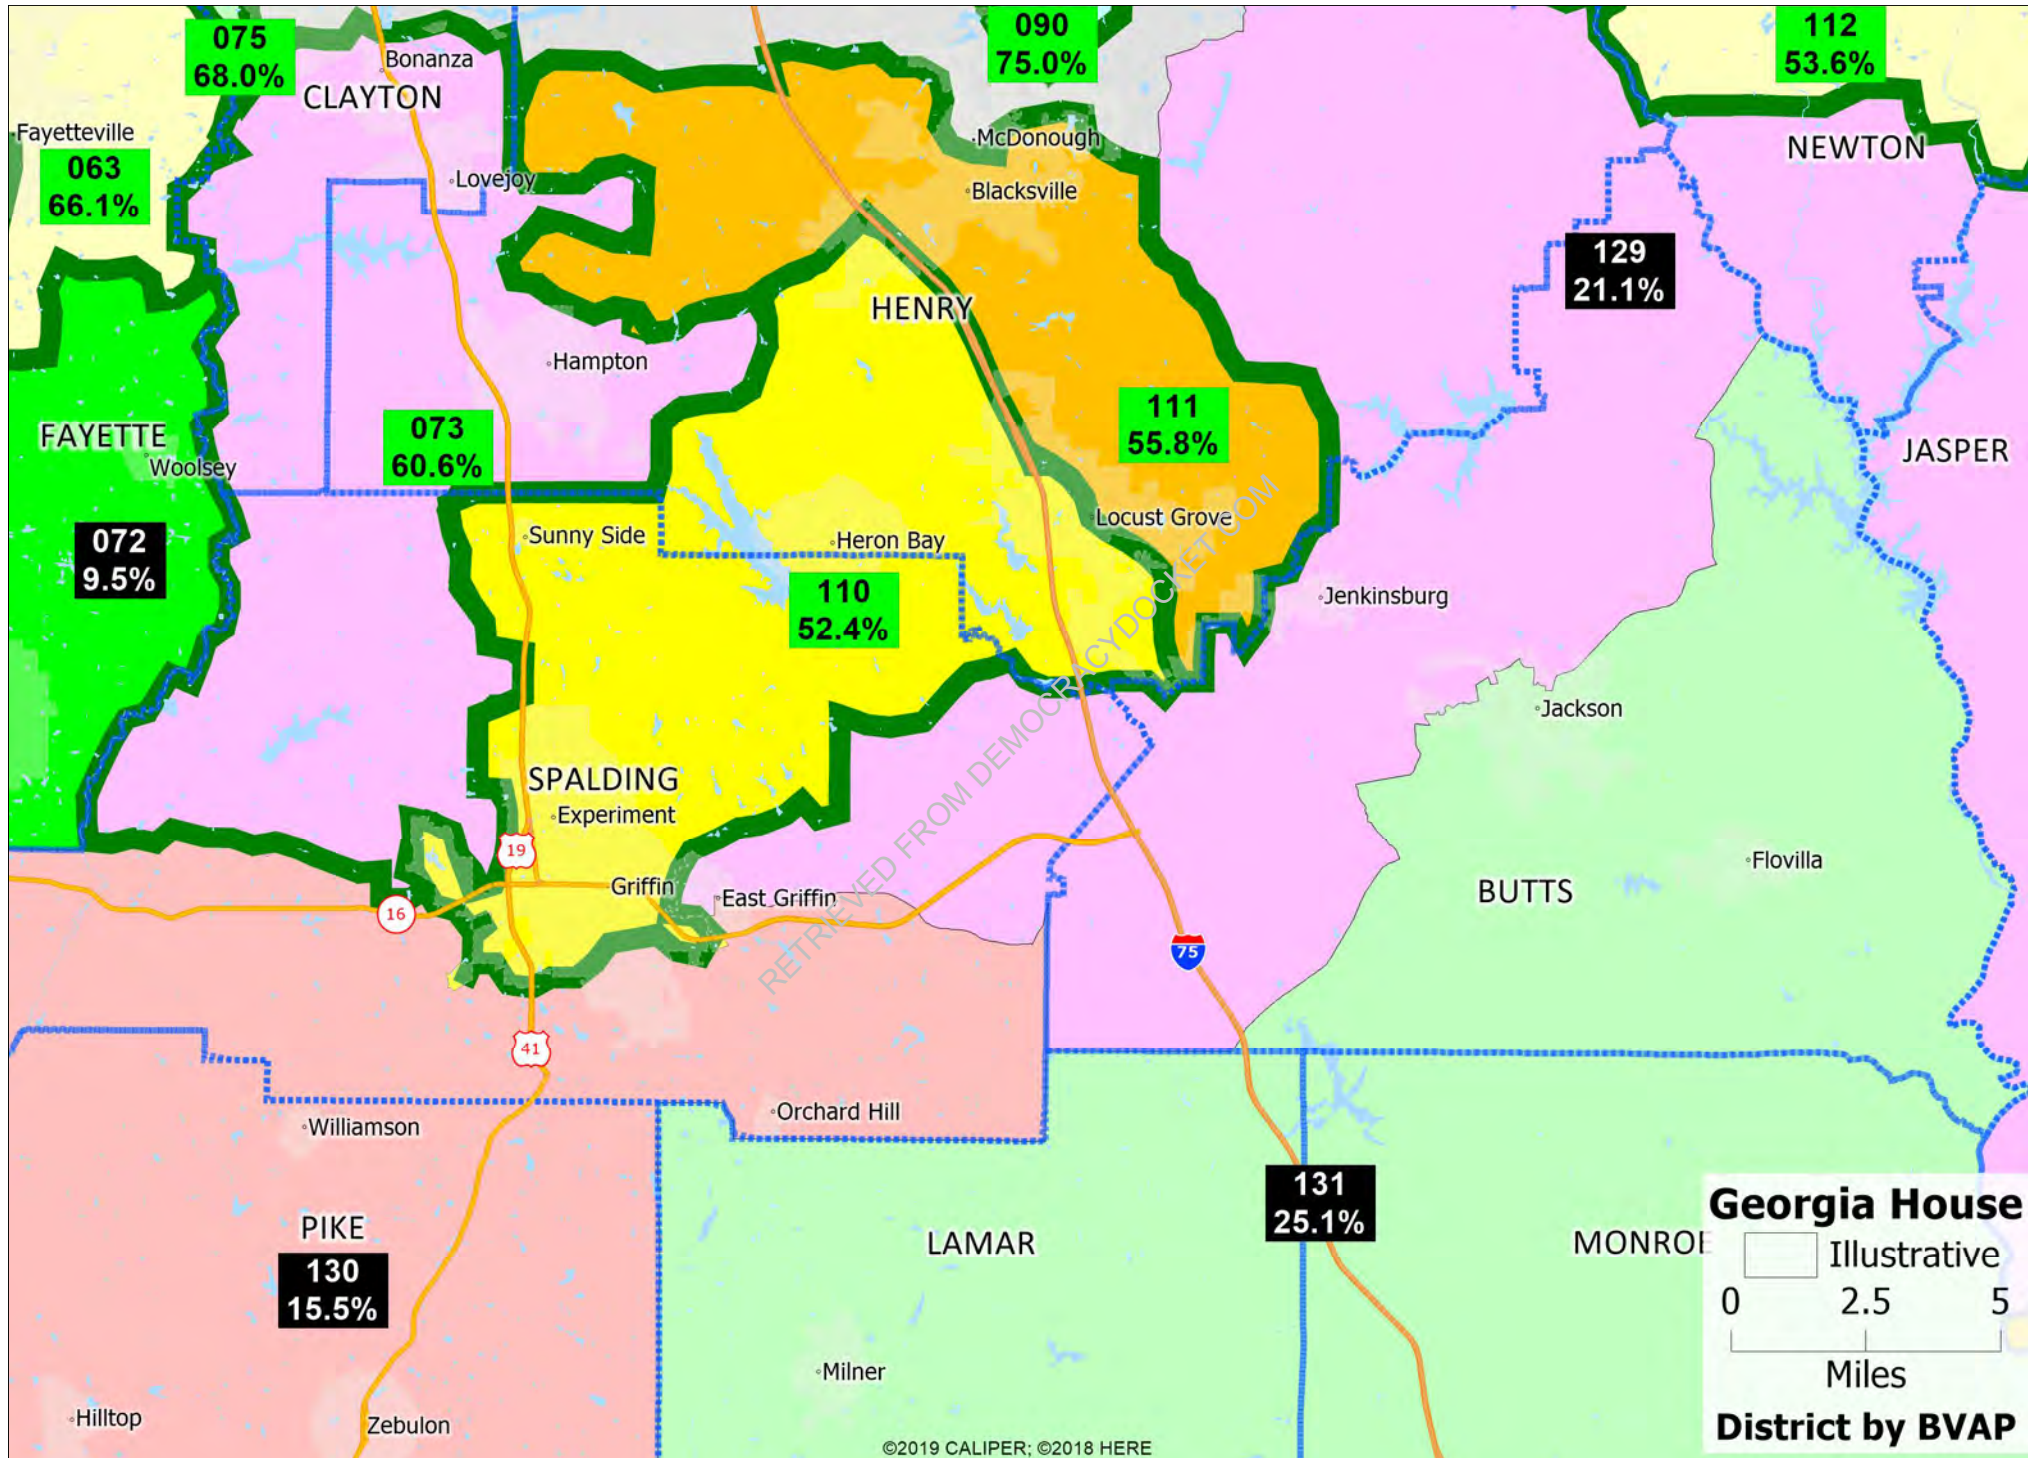 075
68.0%
090
75.0%
112
53.6%
Bonanza
CLAYTON
Fayetteville
McDonough
NEWTON
063
66.1%
Lovejoy
Blacksville
129
21.1%
HENRY
Hampton
073
60.6%
111
55.8%
FAYETTE
Woolsey
JASPER
072
9.5%
Sunny Side
Heron Bay
Locust Grove
110
52.4%
Jenkinsburg
Jackson
SPALDING
Experiment
19
Griffin
East Griffin
16
BUTTS
Flovilla
75
41
RETRIEVED FROM DEMOCRACYDOCKET.COM
Williamson
Orchard Hill
PIKE
130
15.5%
LAMAR
131
25.1%
MONROE
Milner
Hilltop
Zebulon
©2019 CALIPER; ©2018 HERE
Georgia House
Illustrative
0 2.5 5
Miles
District by BVAP